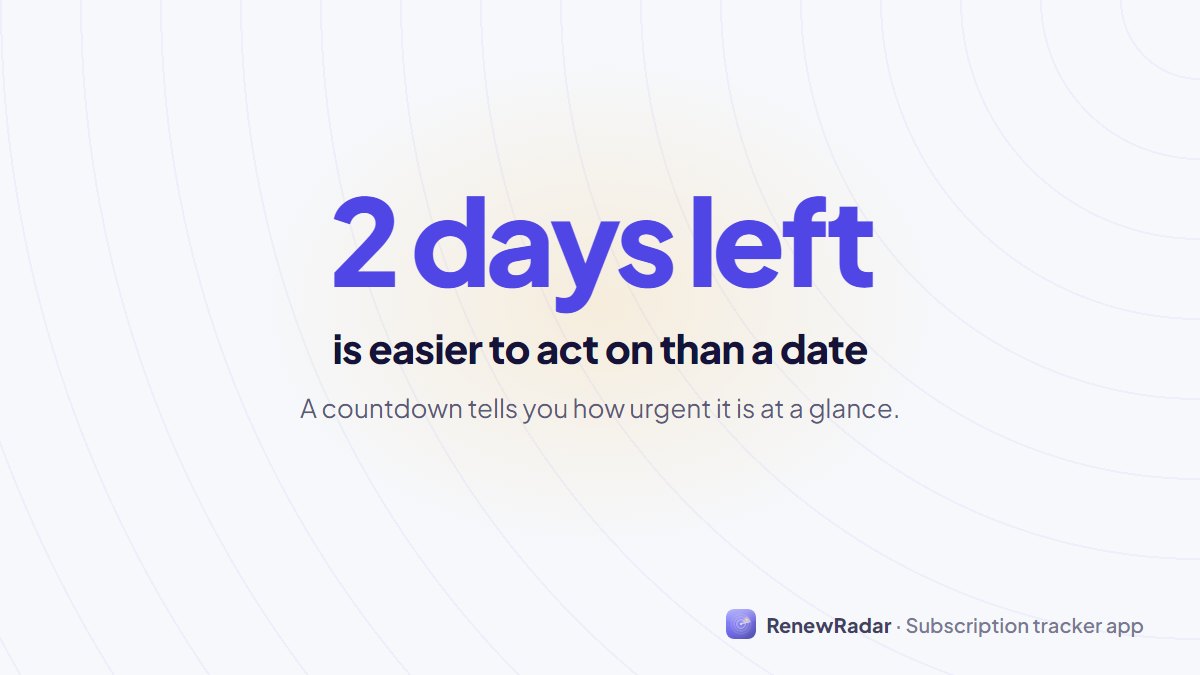 2 days left
is easier to act on than a date
A countdown tells you how urgent it is at a glance.
RenewRadar · Subscription tracker app